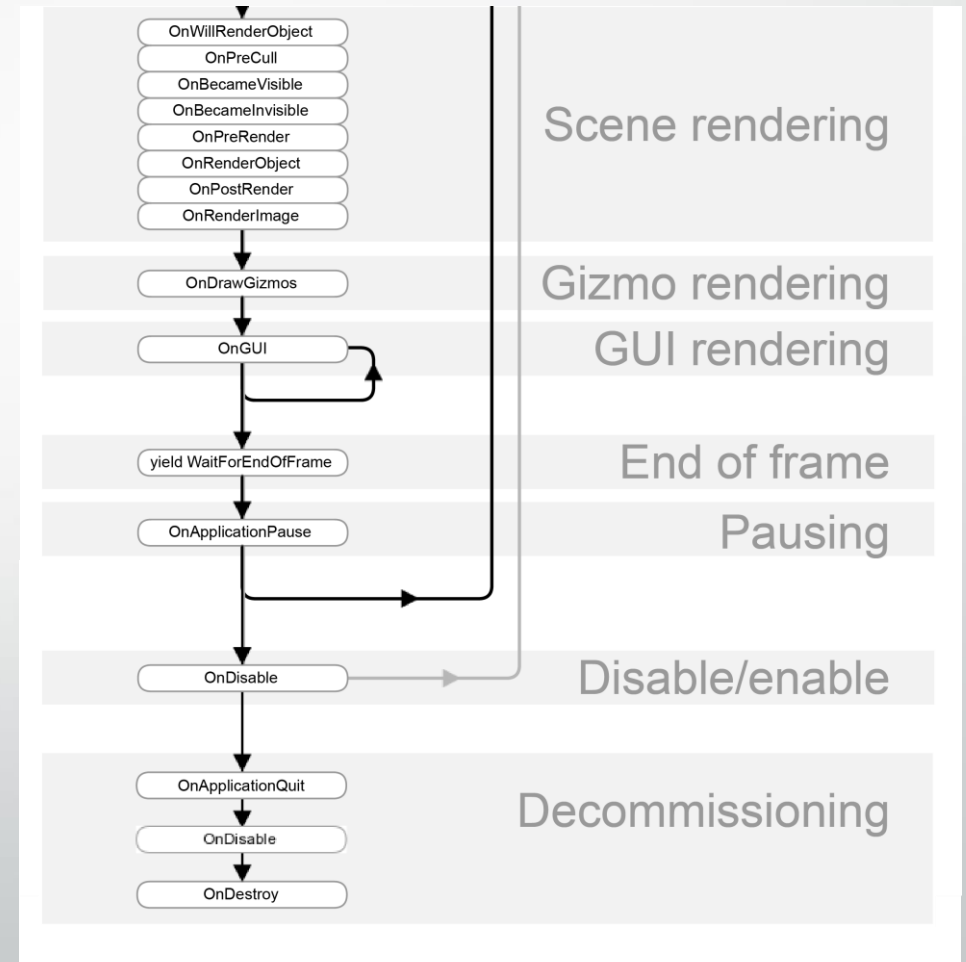 OnWillRenderObject
OnPreCull
OnBecameVisible
OnBecameInvisible
OnPreRender
OnRenderObject
OnPostRender
OnRenderImage
Scene rendering
OnDrawGizmos
Gizmo rendering
OnGUI
GUI rendering
yield WaitForEndOfFrame
End of frame
OnApplicationPause
Pausing
OnDisable
Disable/enable
OnApplicationQuit
OnDisable
OnDestroy
Decommissioning